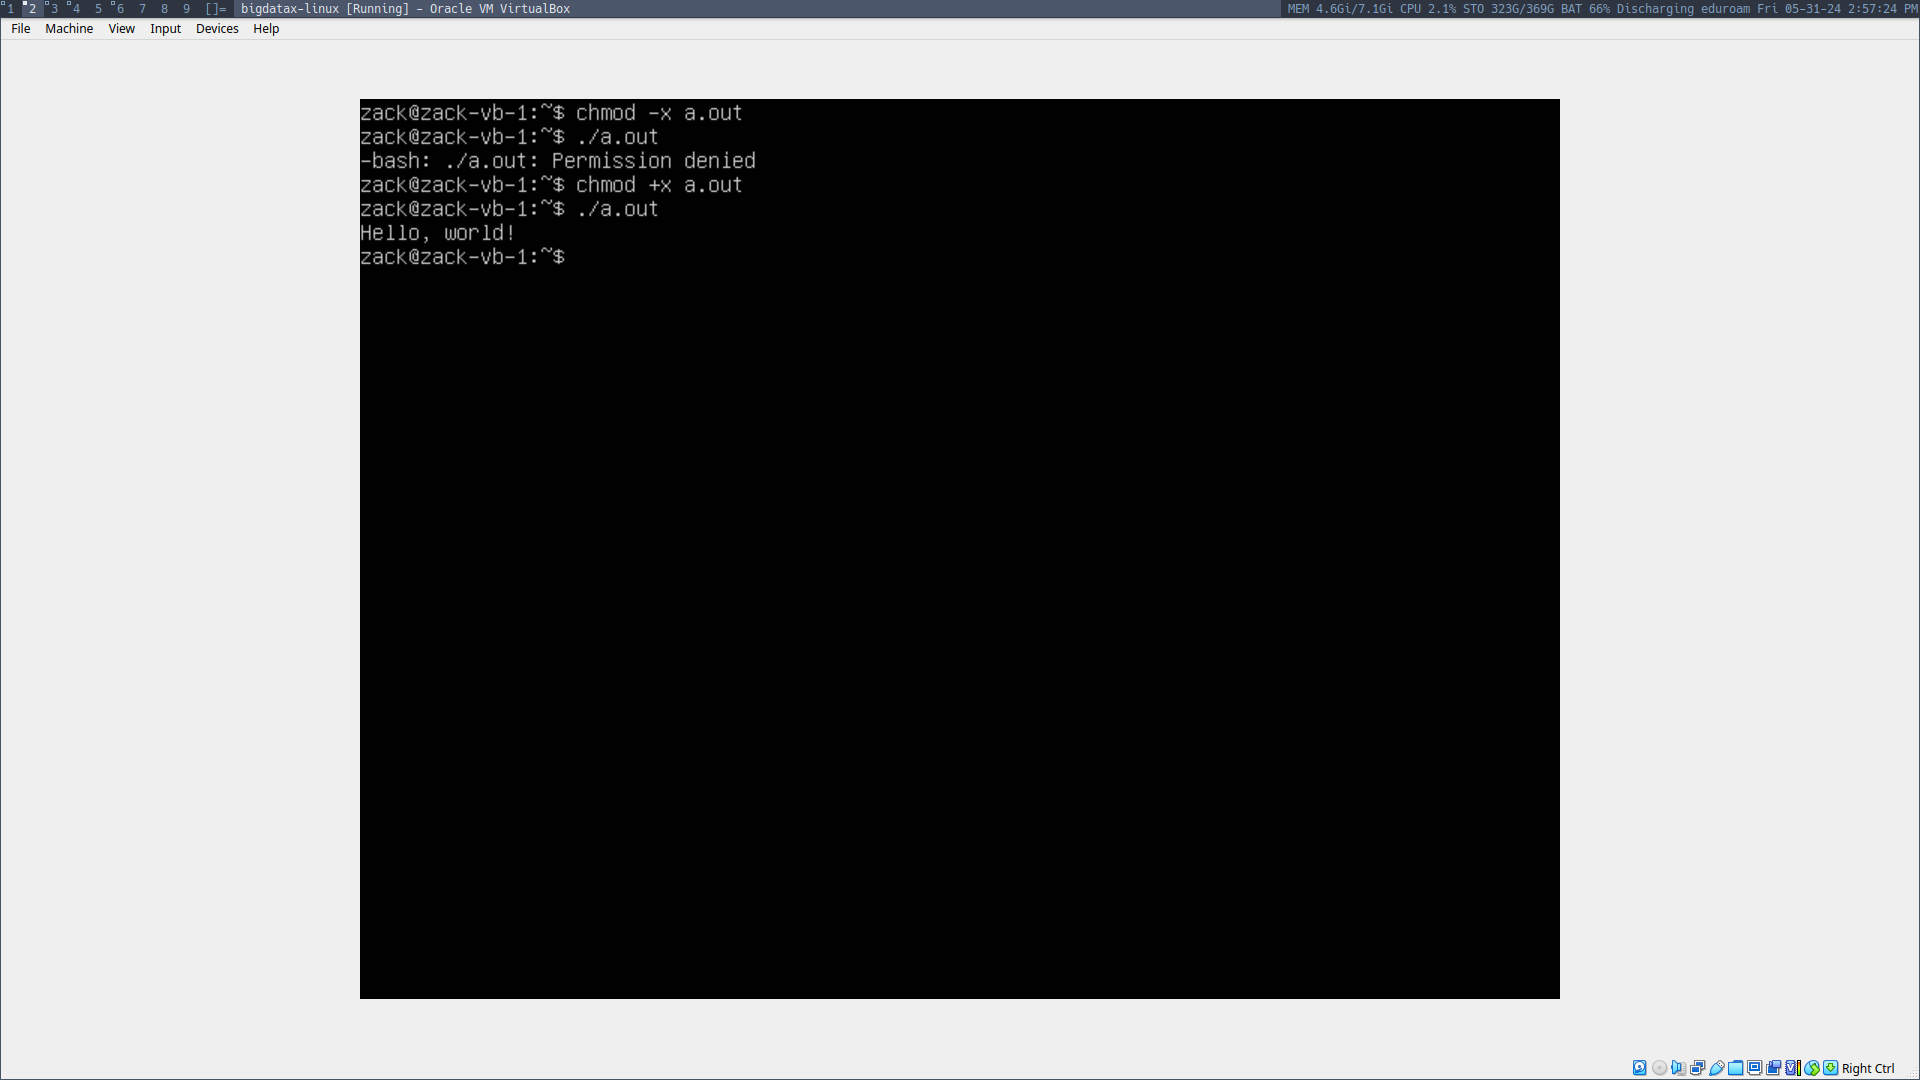 1 2 3 4 5 6 7 8 9 []= bigdatax-linux [Running] - Oracle VM VirtualBox MEM 4.6Gi/7.1Gi CPU 2.1% STO 323G/369G BAT 66% Discharging eduroam Fri 05-31-24 2:57:24 PM
File Machine View Input Devices Help
zack@zack-vb-1:~$ chmod -x a.out
zack@zack-vb-1:~$ ./a.out
-bash: ./a.out: Permission denied
zack@zack-vb-1:~$ chmod +x a.out
zack@zack-vb-1:~$ ./a.out
Hello, world!
zack@zack-vb-1:~$
Right Ctrl